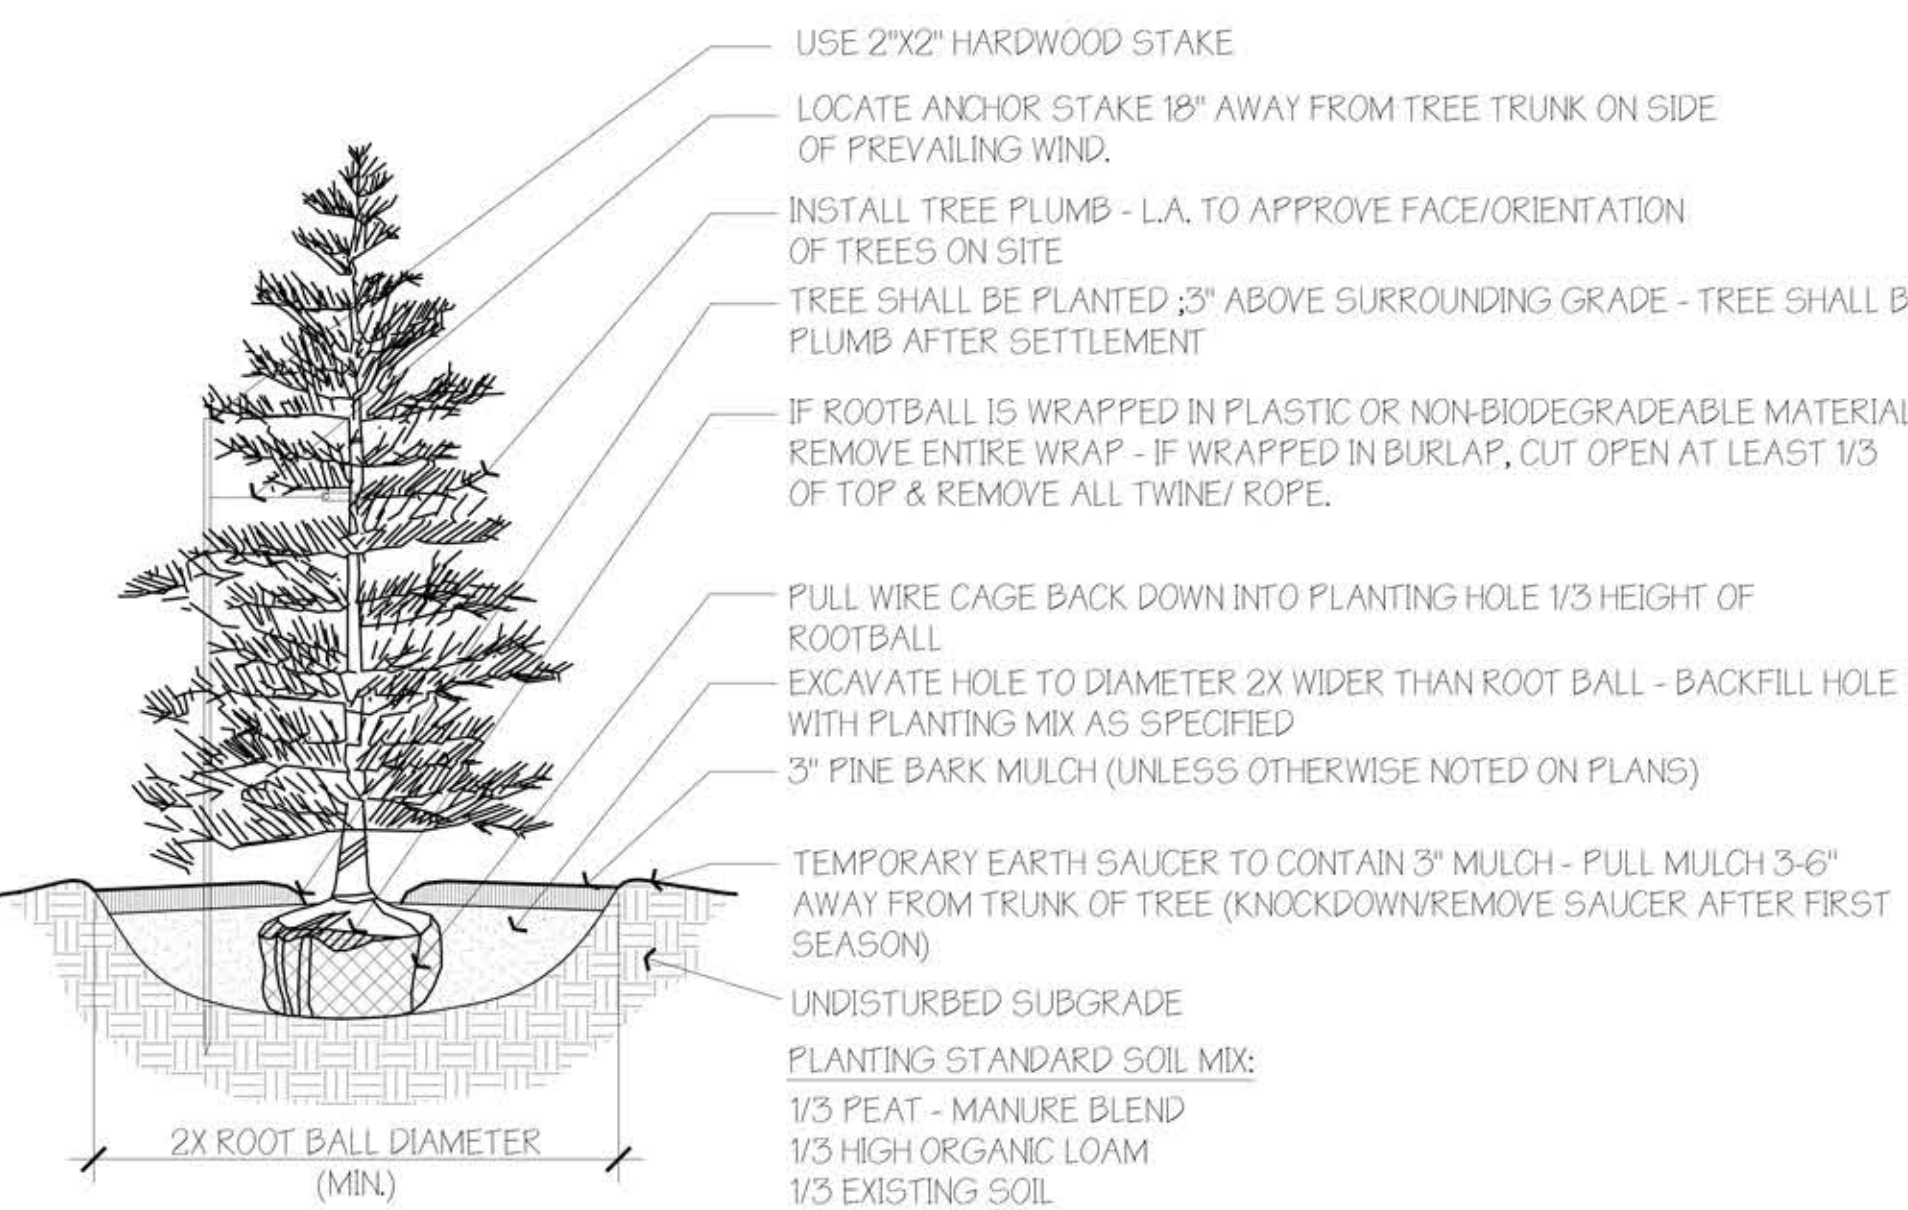 USE 2"X2" HARDWOOD STAKE
LOCATE ANCHOR STAKE 18" AWAY FROM TREE TRUNK ON SIDE
OF PREVAILING WIND.
INSTALL TREE PLUMB - L.A. TO APPROVE FACE/ORIENTATION
OF TREES ON SITE
TREE SHALL BE PLANTED ;3" ABOVE SURROUNDING GRADE - TREE SHALL B
PLUMB AFTER SETTLEMENT
IF ROOTBALL IS WRAPPED IN PLASTIC OR NON-BIODEGRADEABLE MATERIAL
REMOVE ENTIRE WRAP - IF WRAPPED IN BURLAP, CUT OPEN AT LEAST 1/3
OF TOP & REMOVE ALL TWINE/ ROPE.
PULL WIRE CAGE BACK DOWN INTO PLANTING HOLE 1/3 HEIGHT OF
ROOTBALL
EXCAVATE HOLE TO DIAMETER 2X WIDER THAN ROOT BALL - BACKFILL HOLE
WITH PLANTING MIX AS SPECIFIED
3" PINE BARK MULCH (UNLESS OTHERWISE NOTED ON PLANS)
TEMPORARY EARTH SAUCER TO CONTAIN 3" MULCH - PULL MULCH 3-6"
AWAY FROM TRUNK OF TREE (KNOCKDOWN/REMOVE SAUCER AFTER FIRST
SEASON)
UNDISTURBED SUBGRADE
PLANTING STANDARD SOIL MIX:
1/3 PEAT - MANURE BLEND
1/3 HIGH ORGANIC LOAM
1/3 EXISTING SOIL
2X ROOT BALL DIAMETER
(MIN.)